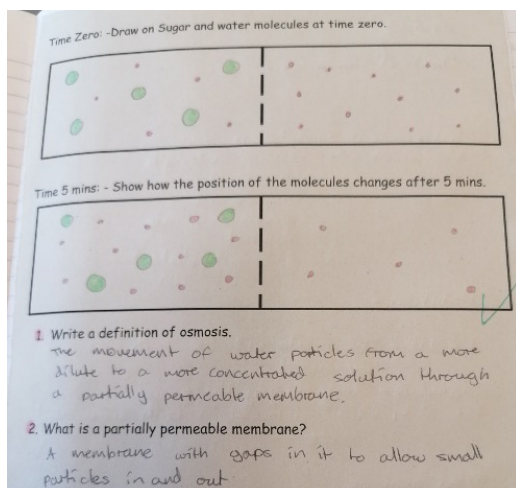 Time Zero: -Draw on Sugar and water molecules at time zero.
Time 5 mins: - Show how the position of the molecules changes after 5 mins.
1. Write a definition of osmosis.
The movement of water particles from a more
dilute to a more concentrated solution through
a partially permeable membrane.
2. What is a partially permeable membrane?
A membrane with gaps in it to allow small
particles in and out